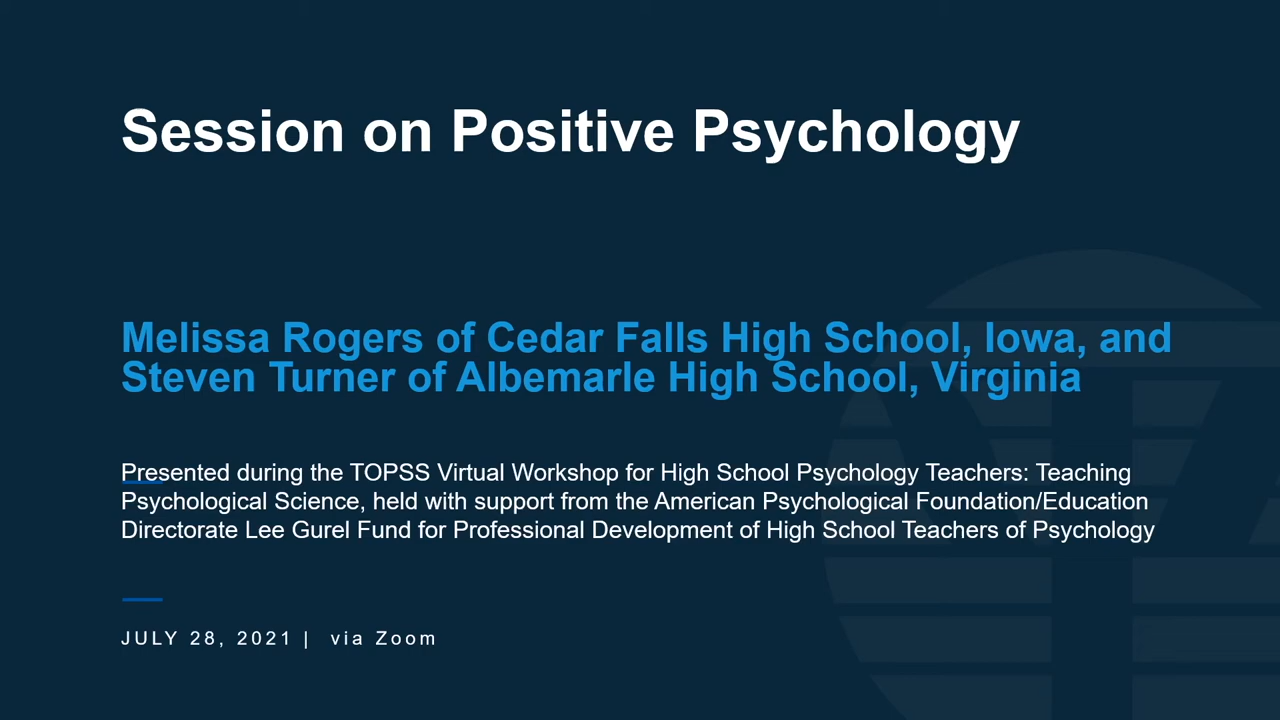 Session on Positive Psychology
Melissa Rogers of Cedar Falls High School, Iowa, and
Steven Turner of Albemarle High School, Virginia
Presented during the TOPSS Virtual Workshop for High School Psychology Teachers: Teaching
Psychological Science, held with support from the American Psychological Foundation/Education
Directorate Lee Gurel Fund for Professional Development of High School Teachers of Psychology
JULY 28, 2021 | via Zoom